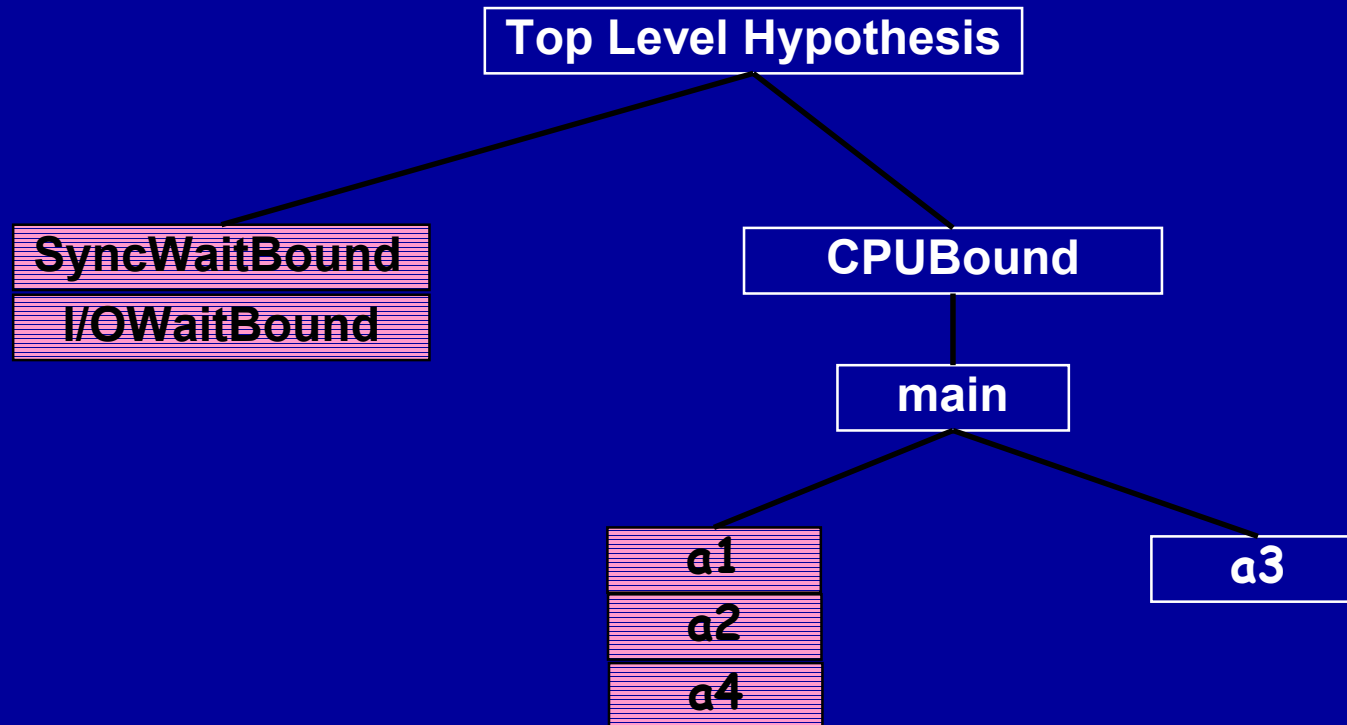 Top Level Hypothesis
SyncWaitBound
I/OWaitBound
CPUBound
main
a1
a2
a4
a3